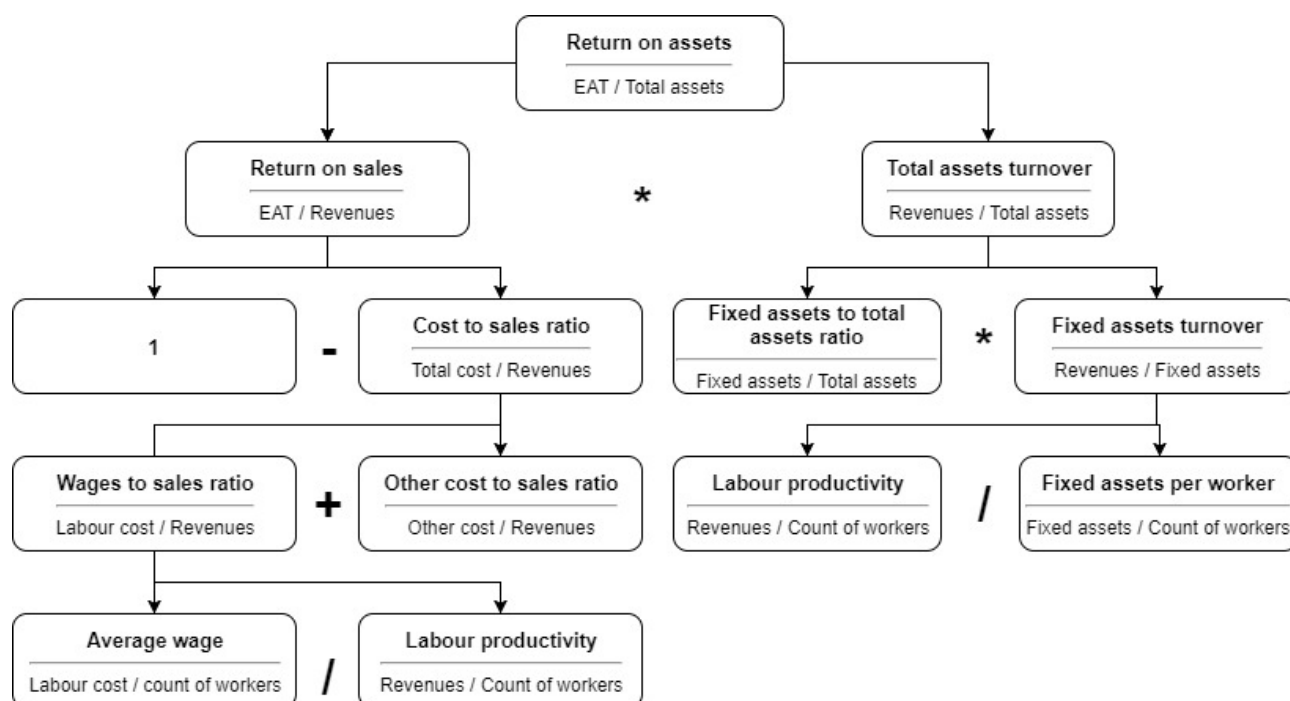 Return on assets
EAT / Total assets
Return on sales
EAT / Revenues
*
Total assets turnover
Revenues / Total assets
1
-
Cost to sales ratio
Total cost / Revenues
Fixed assets to total
assets ratio
Fixed assets / Total assets
*
Fixed assets turnover
Revenues / Fixed assets
Wages to sales ratio
Labour cost / Revenues
+
Other cost to sales ratio
Other cost / Revenues
Labour productivity
Revenues / Count of workers
/
Fixed assets per worker
Fixed assets / Count of workers
Average wage
Labour cost / count of workers
/
Labour productivity
Revenues / Count of workers